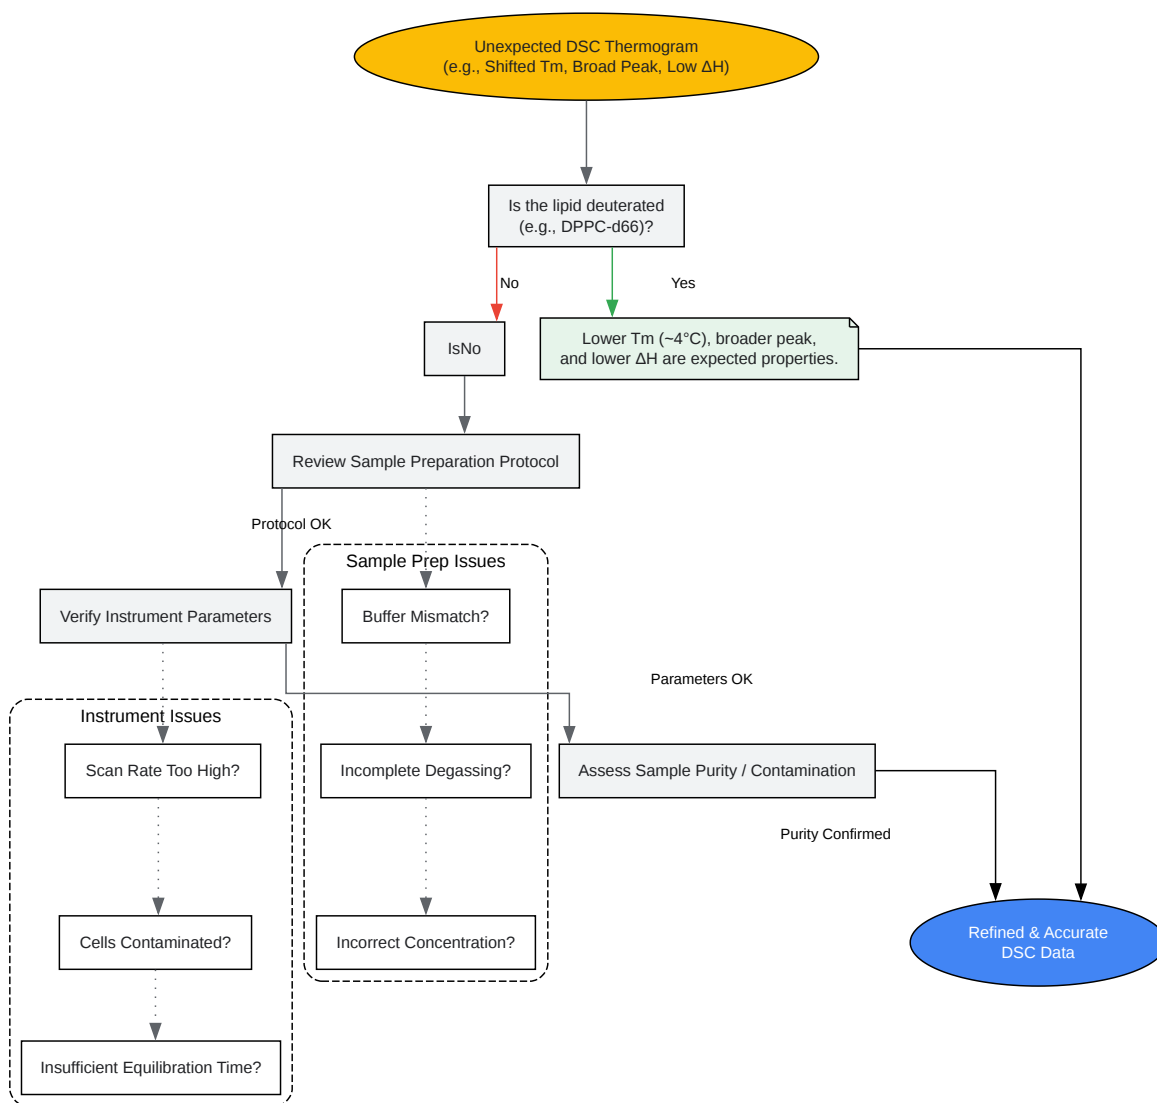 Unexpected DSC Thermogram
(e.g., Shifted Tm, Broad Peak, Low ΔH)
Is the lipid deuterated
(e.g., DPPC-d66)?
No
Yes
IsNo
Lower Tm (~4°C), broader peak,
and lower ΔH are expected properties.
Review Sample Preparation Protocol
Protocol OK
Sample Prep Issues
Verify Instrument Parameters
Buffer Mismatch?
Parameters OK
Instrument Issues
Scan Rate Too High?
Incomplete Degassing?
Assess Sample Purity / Contamination
Purity Confirmed
Cells Contaminated?
Incorrect Concentration?
Refined & Accurate
DSC Data
Insufficient Equilibration Time?